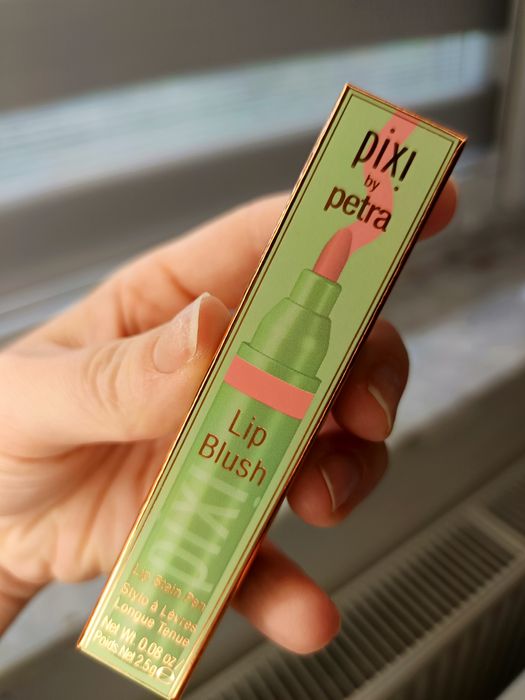 pixi
by
petra
Lip
Blush
PIXI
Lip Stain Pen
Stylo à Lèvres
Longue Tenue
Net Wt. 0.08 oz /
Poids Net 2.5g e